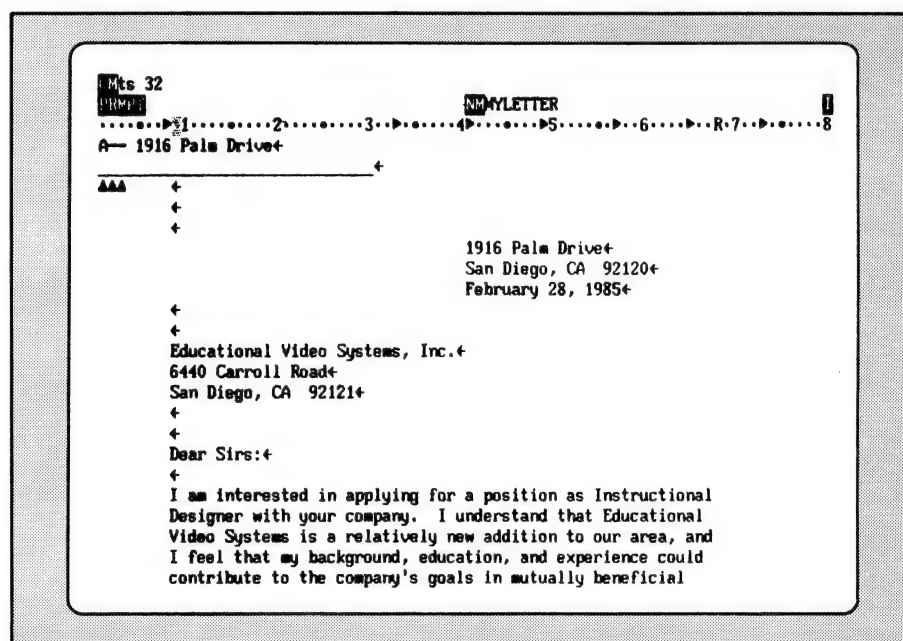 ts 32
NMMYLETTER I
1 2 3 4 5 6 R 7 8
A— 1916 Palm Drive←
←
←
←
←
1916 Palm Drive←
San Diego, CA 92120←
February 28, 1985←
←
←
Educational Video Systems, Inc.←
6440 Carroll Road←
San Diego, CA 92121←
←
←
Dear Sirs:←
←
I am interested in applying for a position as Instructional
Designer with your company. I understand that Educational
Video Systems is a relatively new addition to our area, and
I feel that my background, education, and experience could
contribute to the company's goals in mutually beneficial